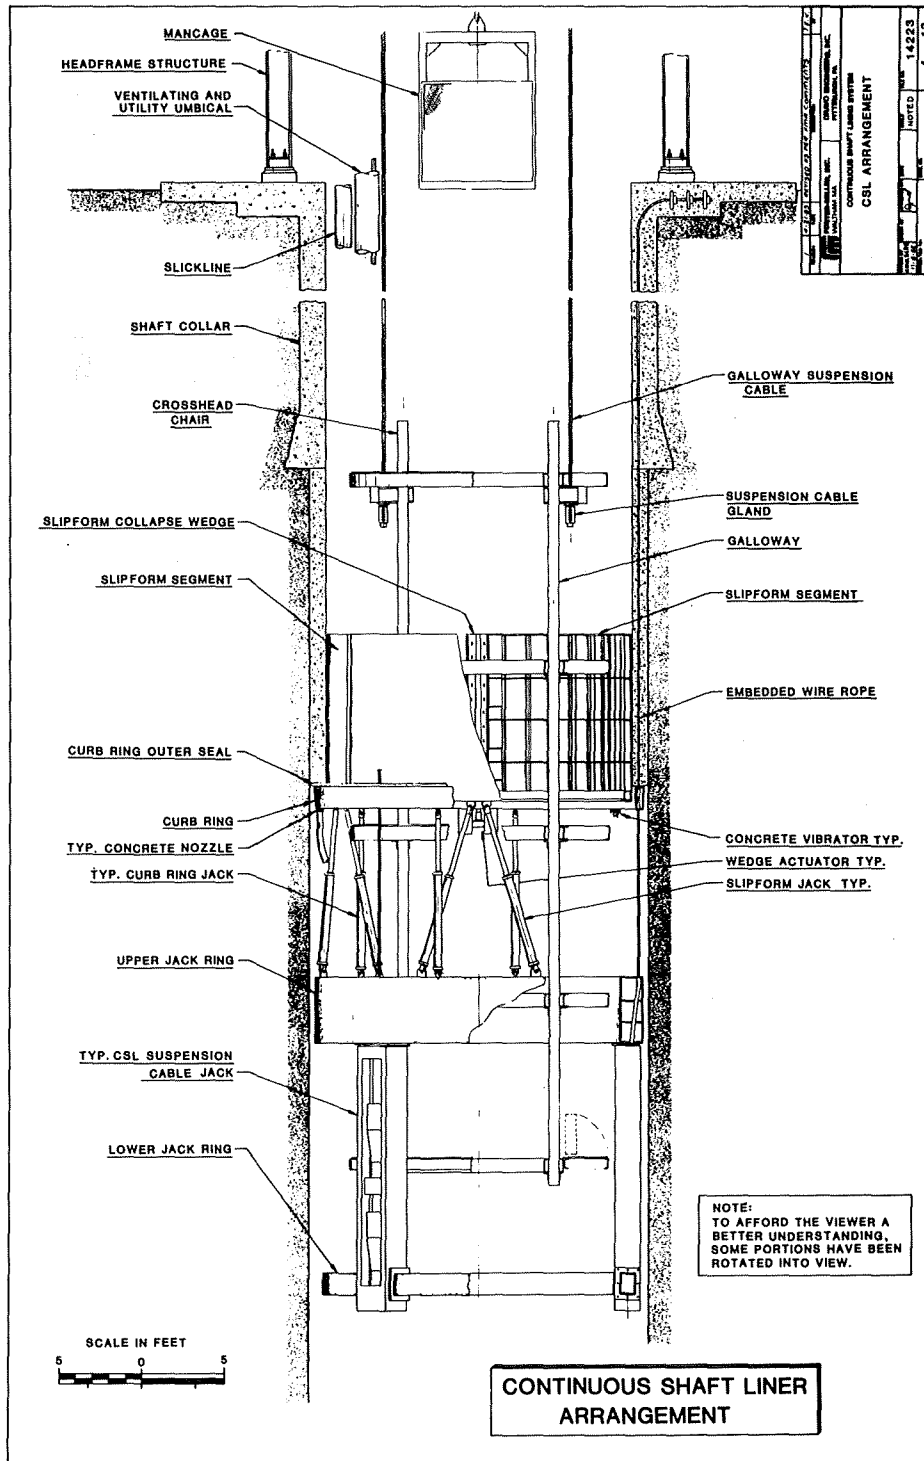 MANCAGE
HEADFRAME STRUCTURE
VENTILATING AND
UTILITY UMBICAL
SLICKLINE
SHAFT COLLAR
CROSSHEAD
CHAIR
SLIPFORM COLLAPSE WEDGE
SLIPFORM SEGMENT
CURB RING OUTER SEAL
CURB RING
TYP. CONCRETE NOZZLE
TYP. CURB RING JACK
UPPER JACK RING
TYP. CSL SUSPENSION
CABLE JACK
LOWER JACK RING
GALLOWAY SUSPENSION
CABLE
SUSPENSION CABLE
GLAND
GALLOWAY
SLIPFORM SEGMENT
EMBEDDED WIRE ROPE
CONCRETE VIBRATOR TYP.
WEDGE ACTUATOR TYP.
SLIPFORM JACK TYP.
CONTINUOUS SHAFT LINING SYSTEM
CSL ARRANGEMENT
NOTED
14223
NOTE:
TO AFFORD THE VIEWER A
BETTER UNDERSTANDING,
SOME PORTIONS HAVE BEEN
ROTATED INTO VIEW.
SCALE IN FEET
5 0 5
CONTINUOUS SHAFT LINER
ARRANGEMENT